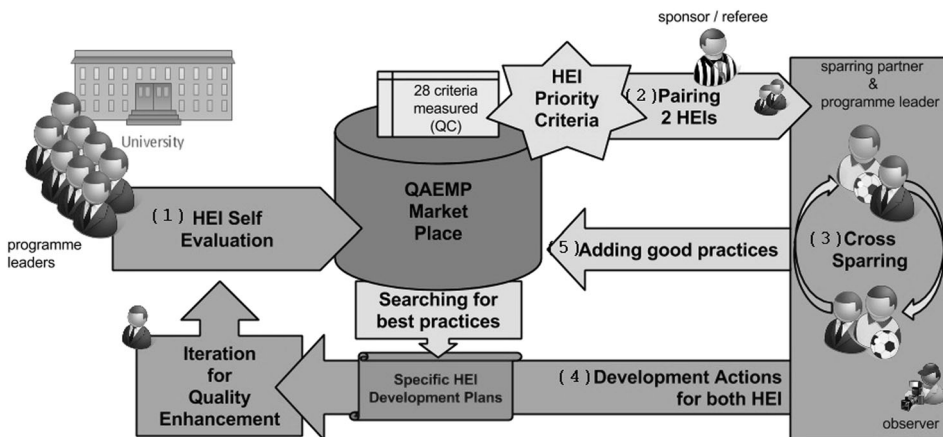 sponsor / referee
University
programme
leaders
(1) HEI Self
Evaluation
28 criteria
measured
(QC)
HEI
Priority
Criteria
(2) Pairing
2 HEIs
sparring partner
&
programme leader
QAEMP
Market
Place
(3) Cross
Sparring
(5) Adding good practices
Searching for
best practices
(4) Development Actions
for both HEI
Specific HEI
Development Plans
Iteration
for
Quality
Enhancement
observer